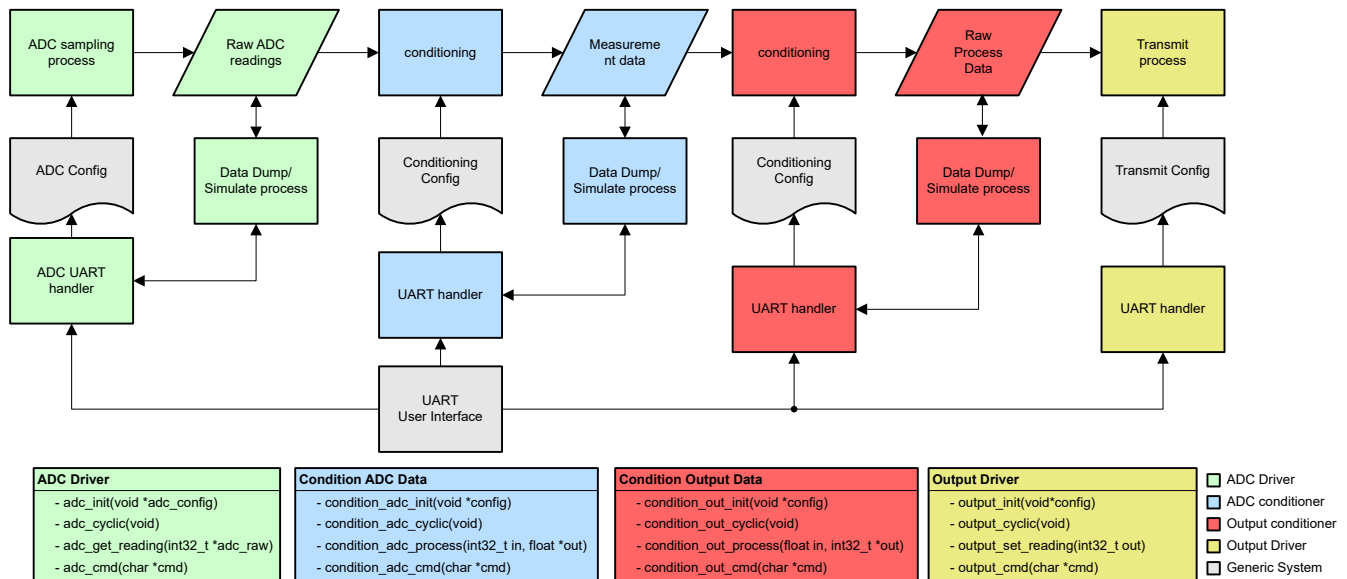 ADC sampling
process
Raw ADC
readings
conditioning
Measureme
nt data
conditioning
Raw
Process
Data
Transmit
process
ADC Config
Data Dump/
Simulate process
Conditioning
Config
Data Dump/
Simulate process
Conditioning
Config
Data Dump/
Simulate process
Transmit Config
ADC UART
handler
UART handler
UART handler
UART handler
UART
User Interface
ADC Driver
- adc_init(void *adc_config)
- adc_cyclic(void)
- adc_get_reading(int32_t *adc_raw)
- adc_cmd(char *cmd)
Condition ADC Data
- condition_adc_init(void *config)
- condition_adc_cyclic(void)
- condition_adc_process(int32_t in, float *out)
- condition_adc_cmd(char *cmd)
Condition Output Data
- condition_out_init(void *config)
- condition_out_cyclic(void)
- condition_out_process(float in, int32_t *out)
- condition_out_cmd(char *cmd)
Output Driver
- output_init(void*config)
- output_cyclic(void)
- output_set_reading(int32_t out)
- output_cmd(char *cmd)
ADC Driver
ADC conditioner
Output conditioner
Output Driver
Generic System